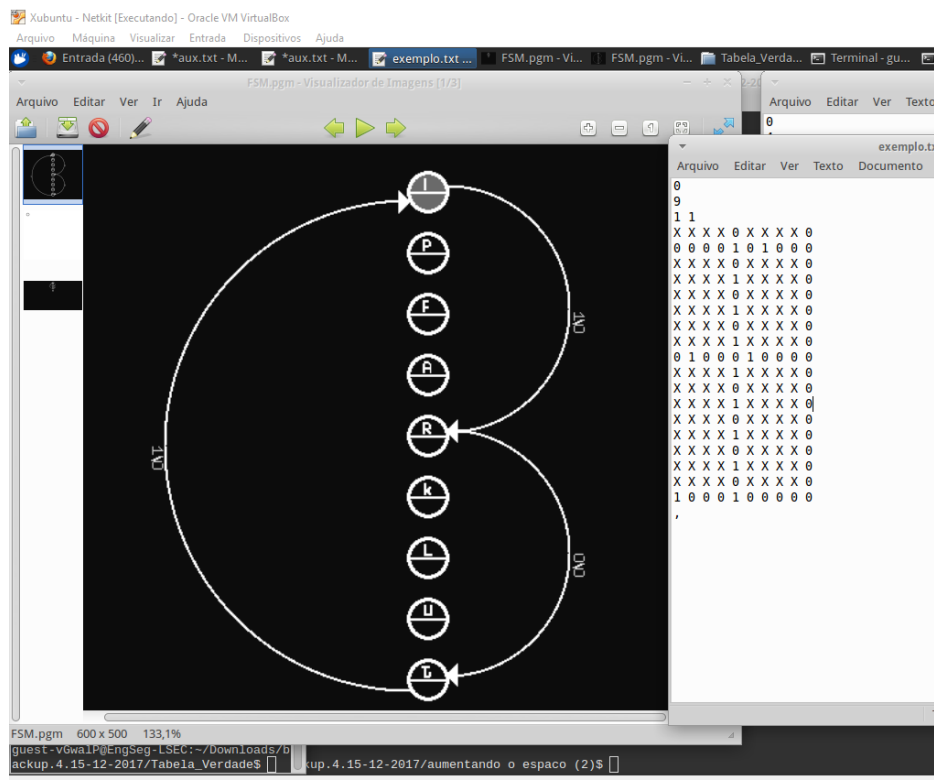 Xubuntu - Netkit [Executando] - Oracle VM VirtualBox
Arquivo Máquina Visualizar Entrada Dispositivos Ajuda
Entrada (460)... *aux.txt - M... *aux.txt - M... exemplo.txt ... FSM.pgm - Vi... FSM.pgm - Vi... Tabela_Verda... Terminal - gu...
FSM.pgm - Visualizador de Imagens [1/3]
Arquivo Editar Ver Ir Ajuda
Arquivo Editar Ver Texto
0
exemplo.tx
Arquivo Editar Ver Texto Documento
0
9
1 1
X X X X 0 X X X X 0
0 0 0 0 1 0 1 0 0 0
X X X X 0 X X X X 0
X X X X 1 X X X X 0
X X X X 0 X X X X 0
X X X X 1 X X X X 0
X X X X 0 X X X X 0
X X X X 1 X X X X 0
0 1 0 0 0 1 0 0 0 0
X X X X 1 X X X X 0
X X X X 0 X X X X 0
X X X X 1 X X X X 0
X X X X 0 X X X X 0
X X X X 1 X X X X 0
X X X X 0 X X X X 0
X X X X 1 X X X X 0
X X X X 0 X X X X 0
1 0 0 0 1 0 0 0 0 0
,
I
P
F
A
R
k
L
u
1\0
1\0
0\0
FSM.pgm 600 x 500 133,1%
guest-vGwalP@EngSeg-LSEC:~/Downloads/b
ackup.4.15-12-2017/Tabela_Verdade$
kup.4.15-12-2017/aumentando o espaco (2)$